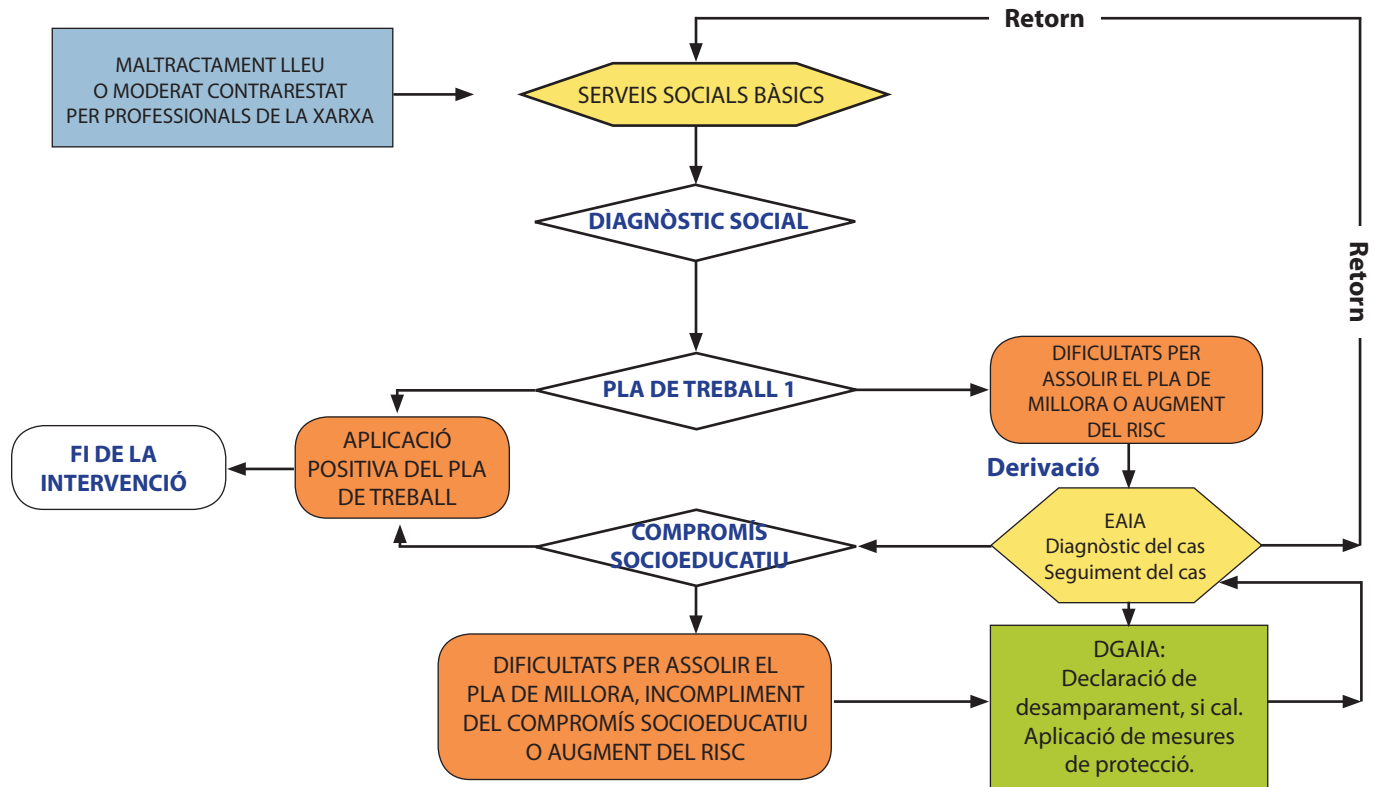 Retorn
MALTRACTAMENT LLEU
O MODERAT CONTRARESTAT
PER PROFESSIONALS DE LA XARXA
SERVEIS SOCIALS BÀSICS
DIAGNÒSTIC SOCIAL
Retorn
PLA DE TREBALL 1
DIFICULTATS PER
ASSOLIR EL PLA DE
MILLORA O AUGMENT
DEL RISC
FI DE LA
INTERVENCIÓ
APLICACIÓ
POSITIVA DEL PLA
DE TREBALL
Derivació
COMPROMÍS
SOCIOEDUCATIU
EAIA
Diagnòstic del cas
Seguiment del cas
DIFICULTATS PER ASSOLIR EL
PLA DE MILLORA, INCOMPLIMENT
DEL COMPROMÍS SOCIOEDUCATIU
O AUGMENT DEL RISC
DGAIA:
Declaració de
desamparament, si cal.
Aplicació de mesures
de protecció.